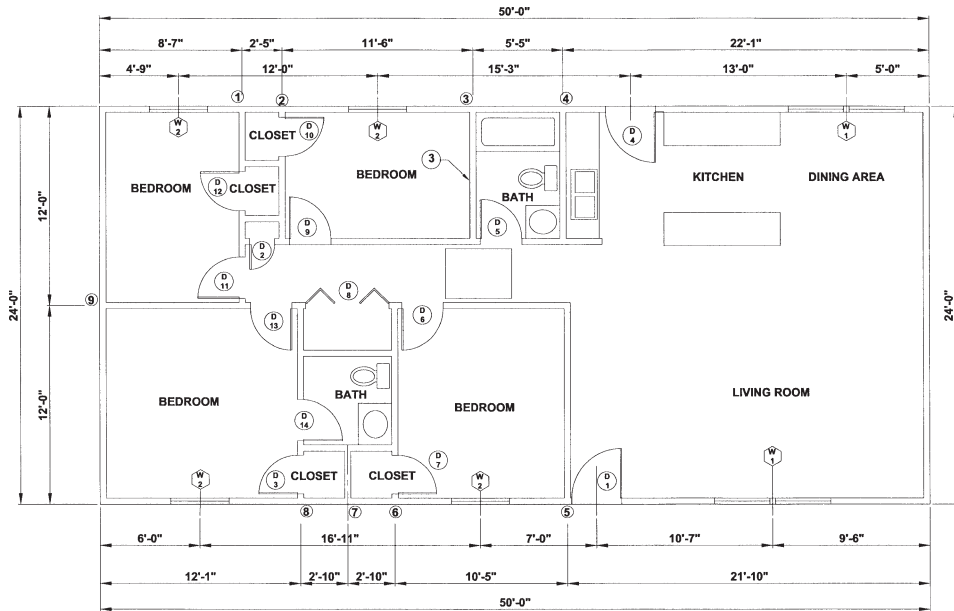 50'-0"
8'-7" 2'-5" 11'-6" 5'-5" 22'-1"
4'-9" 12'-0" 15'-3" 13'-0" 5'-0"
1 2 3 4
W 2
CLOSET
D 10
W 2
3
D 4
W 1
BEDROOM
D 12
CLOSET
BEDROOM
BATH
KITCHEN
DINING AREA
12'-0"
D 2
D 9
D 5
D 11
9
24'-0"
D 8
24'-0"
D 13
D 6
12'-0"
BEDROOM
BATH
BEDROOM
LIVING ROOM
D 14
W 2
D 3
CLOSET
CLOSET
D 7
W 2
D 1
W 1
8 7 6 5
6'-0" 16'-11" 7'-0" 10'-7" 9'-6"
12'-1" 2'-10" 2'-10" 10'-5" 21'-10"
50'-0"